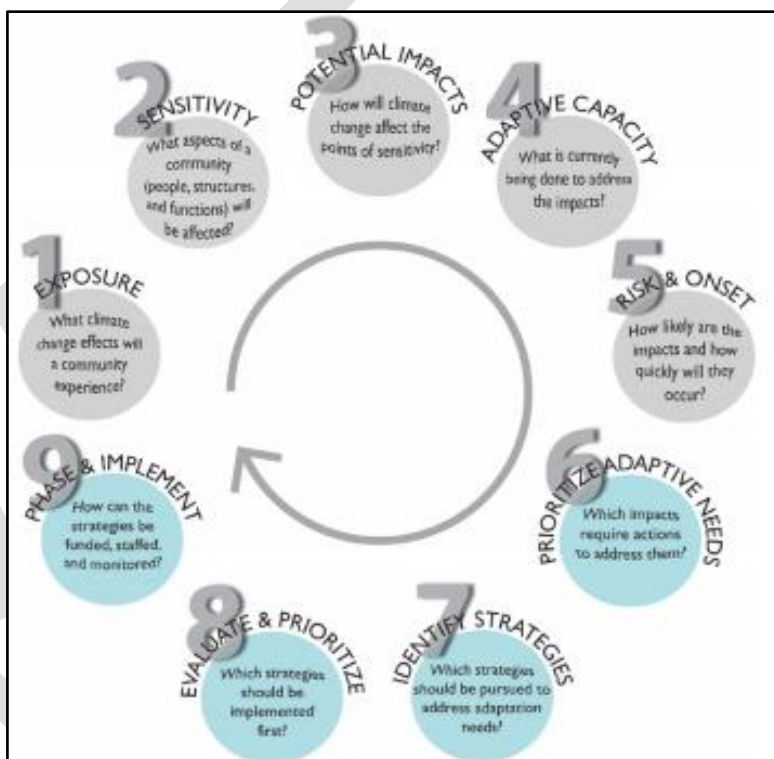 1
EXPOSURE
What climate
change effects will
a community
experience?
2
SENSITIVITY
What aspects of a
community
(people, structures,
and functions) will
be affected?
3
POTENTIAL IMPACTS
How will climate
change affect the
points of sensitivity?
4
ADAPTIVE CAPACITY
What is currently
being done to address
the impacts?
5
RISK & ONSET
How likely are the
impacts and how
quickly will they
occur?
6
PRIORITIZE ADAPTIVE NEEDS
Which impacts
require actions
to address them?
7
IDENTIFY STRATEGIES
Which strategies
should be pursued to
address adaptation
needs?
8
EVALUATE & PRIORITIZE
Which strategies
should be
implemented
first?
9
PHASE & IMPLEMENT
How can the
strategies be
funded, staffed,
and monitored?